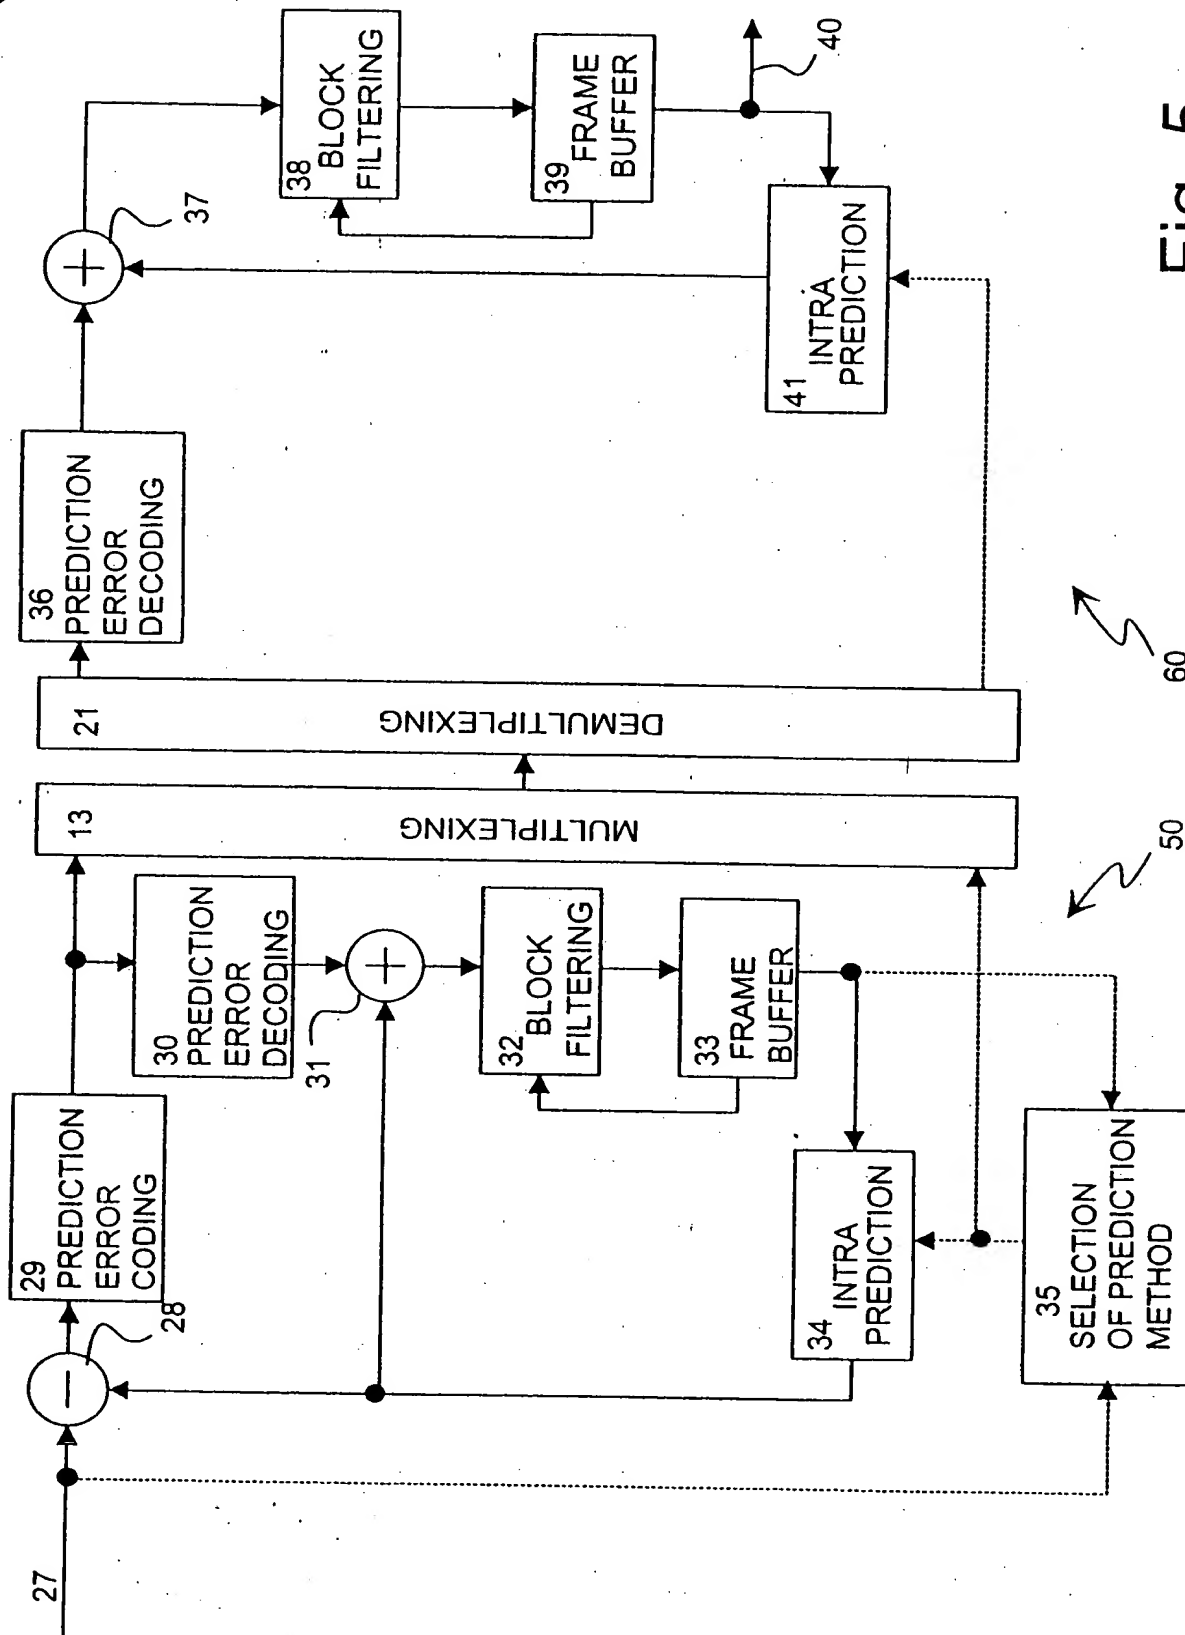 27
28
29
PREDICTION
ERROR
CODING
30
PREDICTION
ERROR
DECODING
31
32
BLOCK
FILTERING
33
FRAME
BUFFER
34
INTRA
PREDICTION
35
SELECTION
OF PREDICTION
METHOD
50
13
MULTIPLEXING
21
DEMULTIPLEXING
36
PREDICTION
ERROR
DECODING
37
38
BLOCK
FILTERING
39
FRAME
BUFFER
40
41
INTRA
PREDICTION
60
Fig. 5